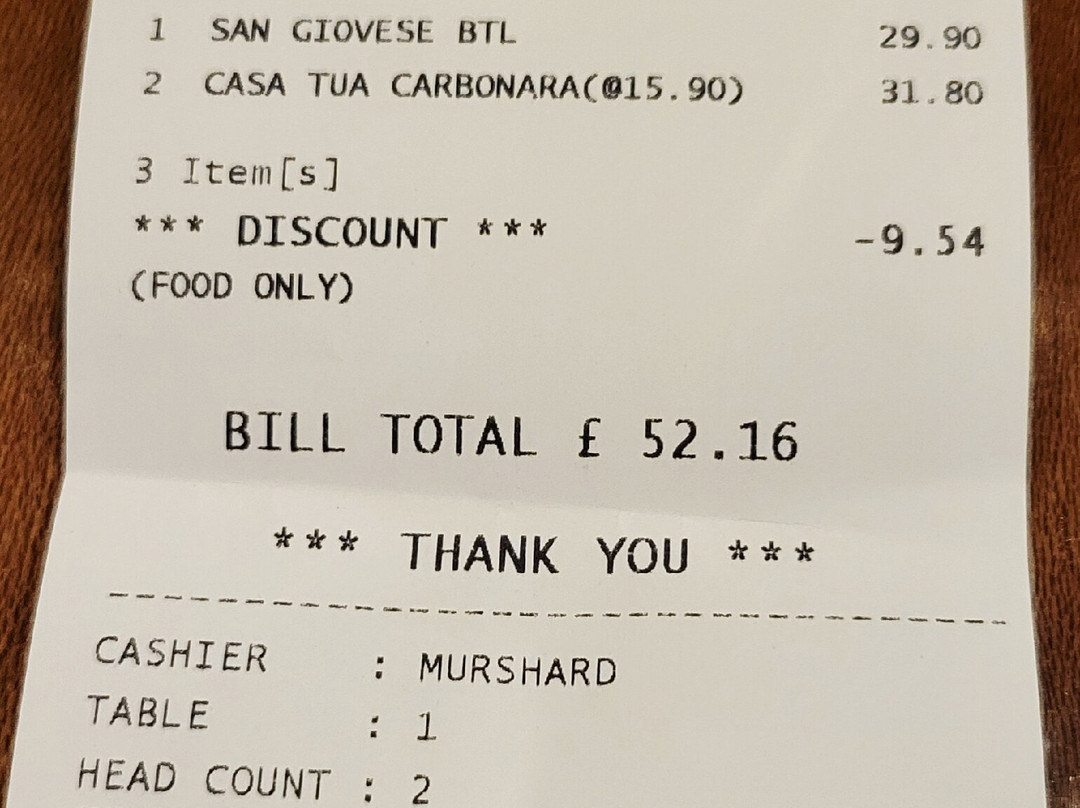 1 SAN GIOVESE BTL 29.90
2 CASA TUA CARBONARA(@15.90) 31.80
3 Item[s]
*** DISCOUNT *** -9.54
(FOOD ONLY)
BILL TOTAL £ 52.16
*** THANK YOU ***
CASHIER : MURSHARD
TABLE : 1
HEAD COUNT : 2